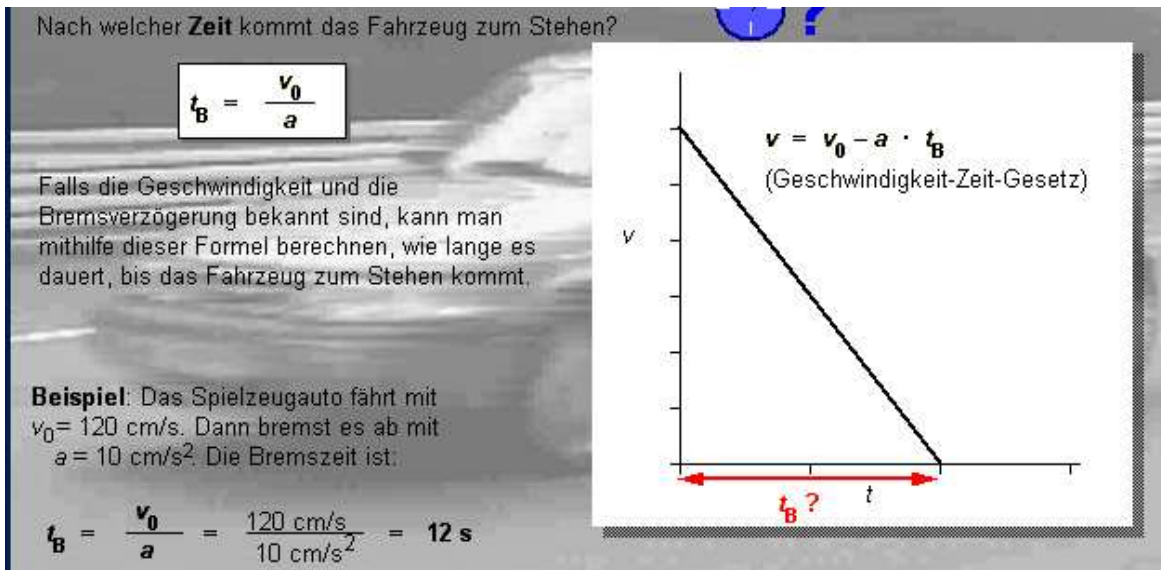 Nach welcher Zeit kommt das Fahrzeug zum Stehen?
?
t_B = v_0 / a
Falls die Geschwindigkeit und die
Bremsverzögerung bekannt sind, kann man
mithilfe dieser Formel berechnen, wie lange es
dauert, bis das Fahrzeug zum Stehen kommt.
Beispiel: Das Spielzeugauto fährt mit
v_0 = 120 cm/s. Dann bremst es ab mit
a = 10 cm/s². Die Bremszeit ist:
t_B = v_0 / a = 120 cm/s / 10 cm/s² = 12 s
v = v_0 – a · t_B
(Geschwindigkeit-Zeit-Gesetz)
v
t
t_B ?